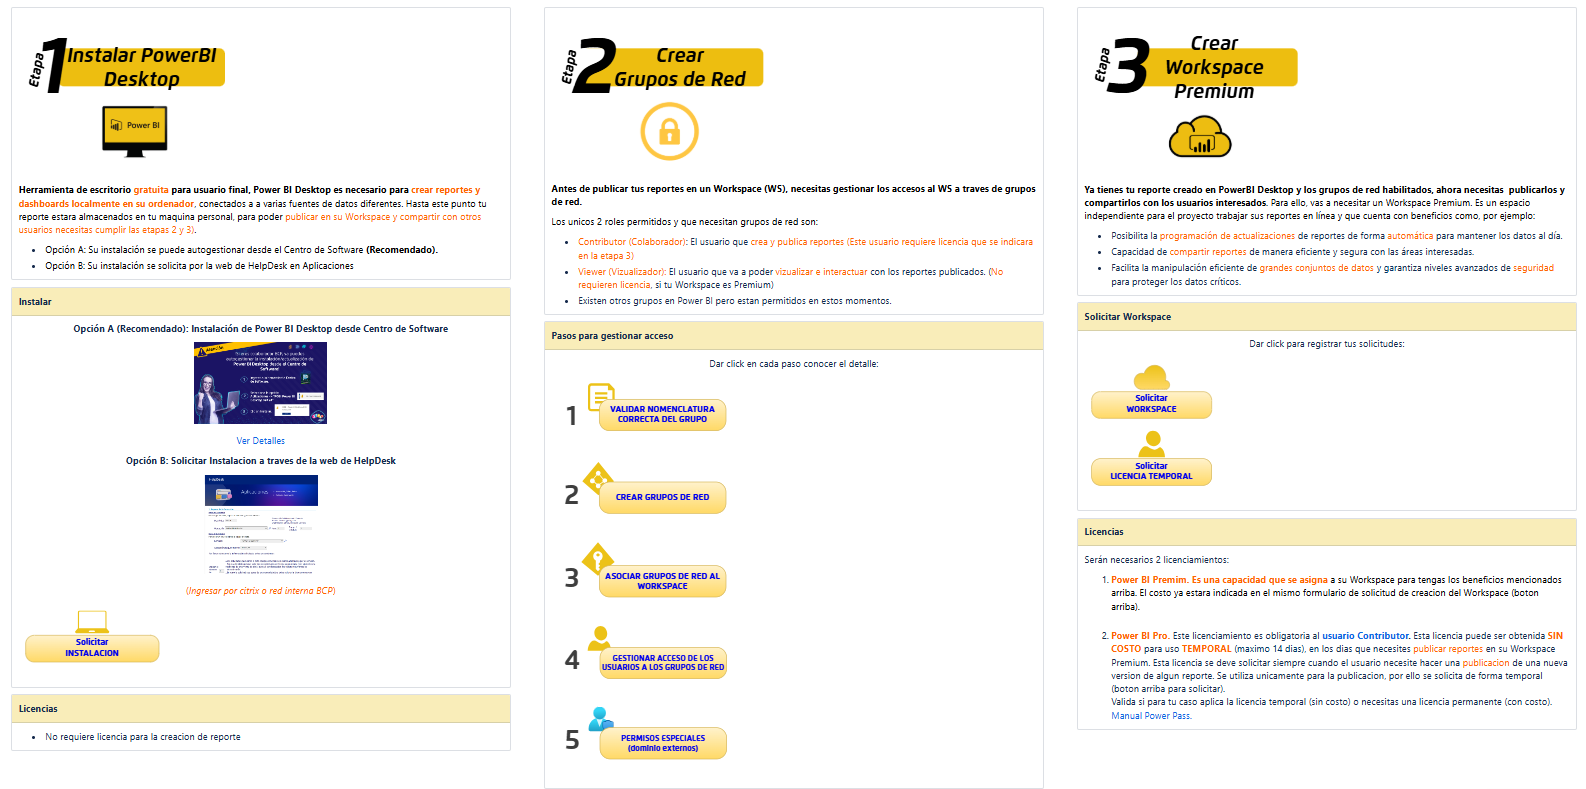 Etapa
1
Instalar PowerBI
Desktop
Power BI
Herramienta de escritorio gratuita para usuario final, Power BI Desktop es necesario para crear reportes y
dashboards localmente en su ordenador, conectados a a varias fuentes de datos diferentes. Hasta este punto tu
reporte estara almacenados en tu maquina personal, para poder publicar en su Workspace y compartir con otros
usuarios necesitas cumplir las etapas 2 y 3).
• Opción A: Su instalación se puede autogestionar desde el Centro de Software (Recomendado).
• Opción B: Su instalación se solicita por la web de HelpDesk en Aplicaciones
Instalar
Opción A (Recomendado): Instalación de Power BI Desktop desde Centro de Software
Ver Detalles
Opción B: Solicitar Instalacion a traves de la web de HelpDesk
Aplicaciones
(Ingresar por citrix o red interna BCP)
Solicitar
INSTALACION
Licencias
• No requiere licencia para la creacion de reporte
Etapa
2
Crear
Grupos de Red
Antes de publicar tus reportes en un Workspace (WS), necesitas gestionar los accesos al WS a traves de grupos
de red.
Los unicos 2 roles permitidos y que necesitan grupos de red son:
• Contributor (Colaborador): El usuario que crea y publica reportes (Este usuario requiere licencia que se indicara
en la etapa 3)
• Viewer (Vizualizador): El usuario que va a poder vizualizar e interactuar con los reportes publicados. (No
requieren licencia, si tu Workspace es Premium)
• Existen otros grupos en Power BI pero estan permitidos en estos momentos.
Pasos para gestionar acceso
Dar click en cada paso conocer el detalle:
1
VALIDAR NOMENCLATURA
CORRECTA DEL GRUPO
2
CREAR GRUPOS DE RED
3
ASOCIAR GRUPOS DE RED AL
WORKSPACE
4
GESTIONAR ACCESO DE LOS
USUARIOS A LOS GRUPOS DE RED
5
PERMISOS ESPECIALES
(dominio externos)
Etapa
3
Crear
Workspace
Premium
Ya tienes tu reporte creado en PowerBI Desktop y los grupos de red habilitados, ahora necesitas publicarlos y
compartirlos con los usuarios interesados. Para ello, vas a necesitar un Workspace Premium. Es un espacio
independiente para el proyecto trabajar sus reportes en línea y que cuenta con beneficios como, por ejemplo:
• Posibilita la programación de actualizaciones de reportes de forma automática para mantener los datos al día.
• Capacidad de compartir reportes de manera eficiente y segura con las áreas interesadas.
• Facilita la manipulación eficiente de grandes conjuntos de datos y garantiza niveles avanzados de seguridad
para proteger los datos críticos.
Solicitar Workspace
Dar click para registrar tus solicitudes:
Solicitar
WORKSPACE
Solicitar
LICENCIA TEMPORAL
Licencias
Serán necesarios 2 licenciamientos:
1. Power BI Premim. Es una capacidad que se asigna a su Workspace para tengas los beneficios mencionados
arriba. El costo ya estara indicada en el mismo formulario de solicitud de creacion del Workspace (boton
arriba).
2. Power BI Pro. Este licenciamiento es obligatoria al usuario Contributor. Esta licencia puede ser obtenida SIN
COSTO para uso TEMPORAL (maximo 14 dias), en los dias que necesites publicar reportes en su Workspace
Premium. Esta licencia se deve solicitar siempre cuando el usuario necesite hacer una publicacion de una nueva
version de algun reporte. Se utiliza unicamente para la publicacion, por ello se solicita de forma temporal
(boton arriba para solicitar).
Valida si para tu caso aplica la licencia temporal (sin costo) o necesitas una licencia permanente (con costo).
Manual Power Pass.